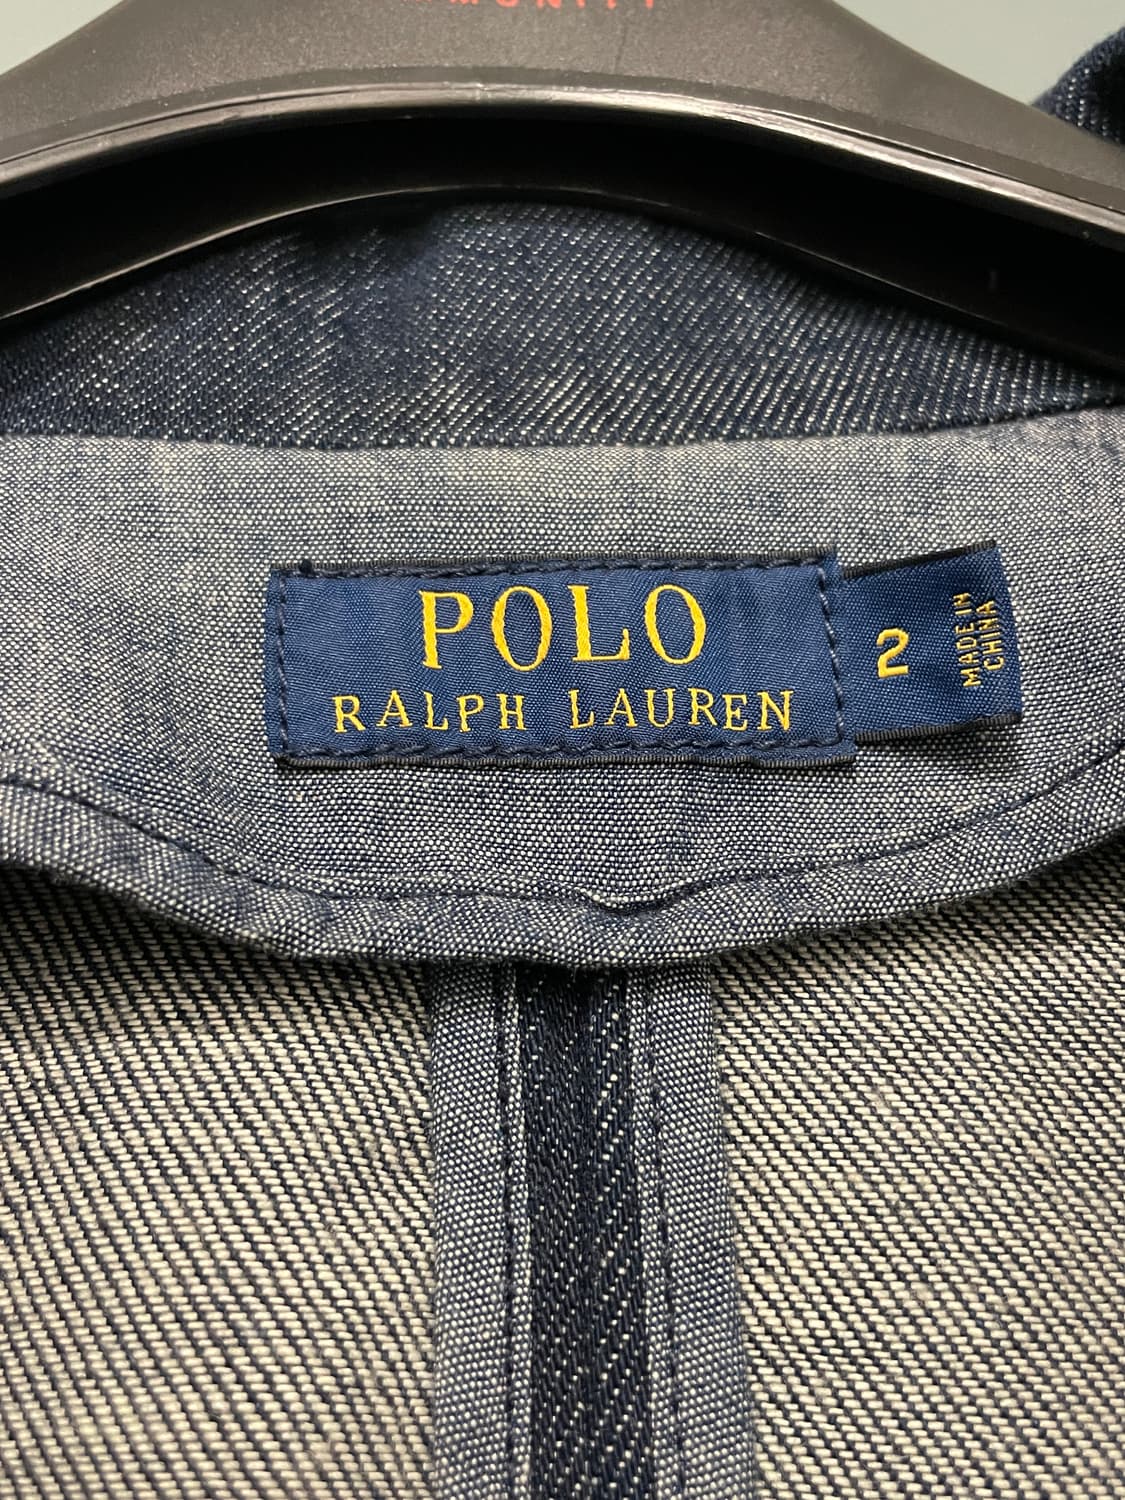 POLO
RALPH LAUREN
2
MADE IN
CHINA